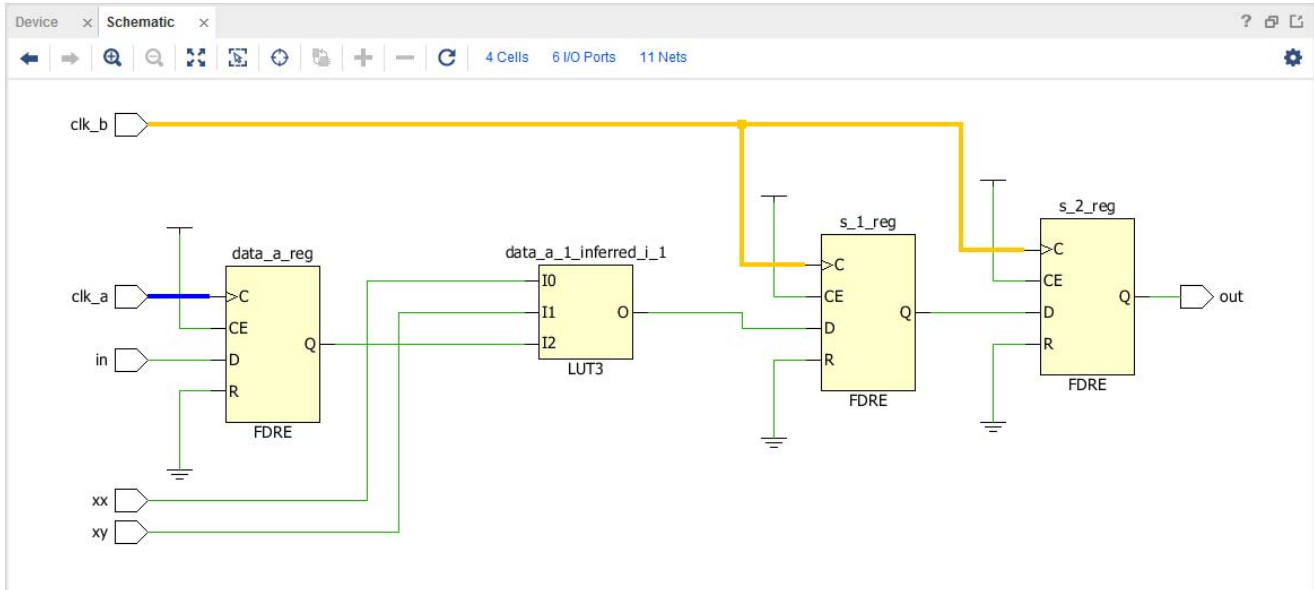 Device × Schematic × ?
4 Cells 6 I/O Ports 11 Nets
clk_b
s_2_reg
s_1_reg
C
data_a_reg
data_a_1_inferred_i_1
C
CE
I0
clk_a
C
CE
Q
out
I1
O
D
CE
Q
D
I2
R
in
D
Q
R
LUT3
FDRE
R
FDRE
FDRE
xx
xy